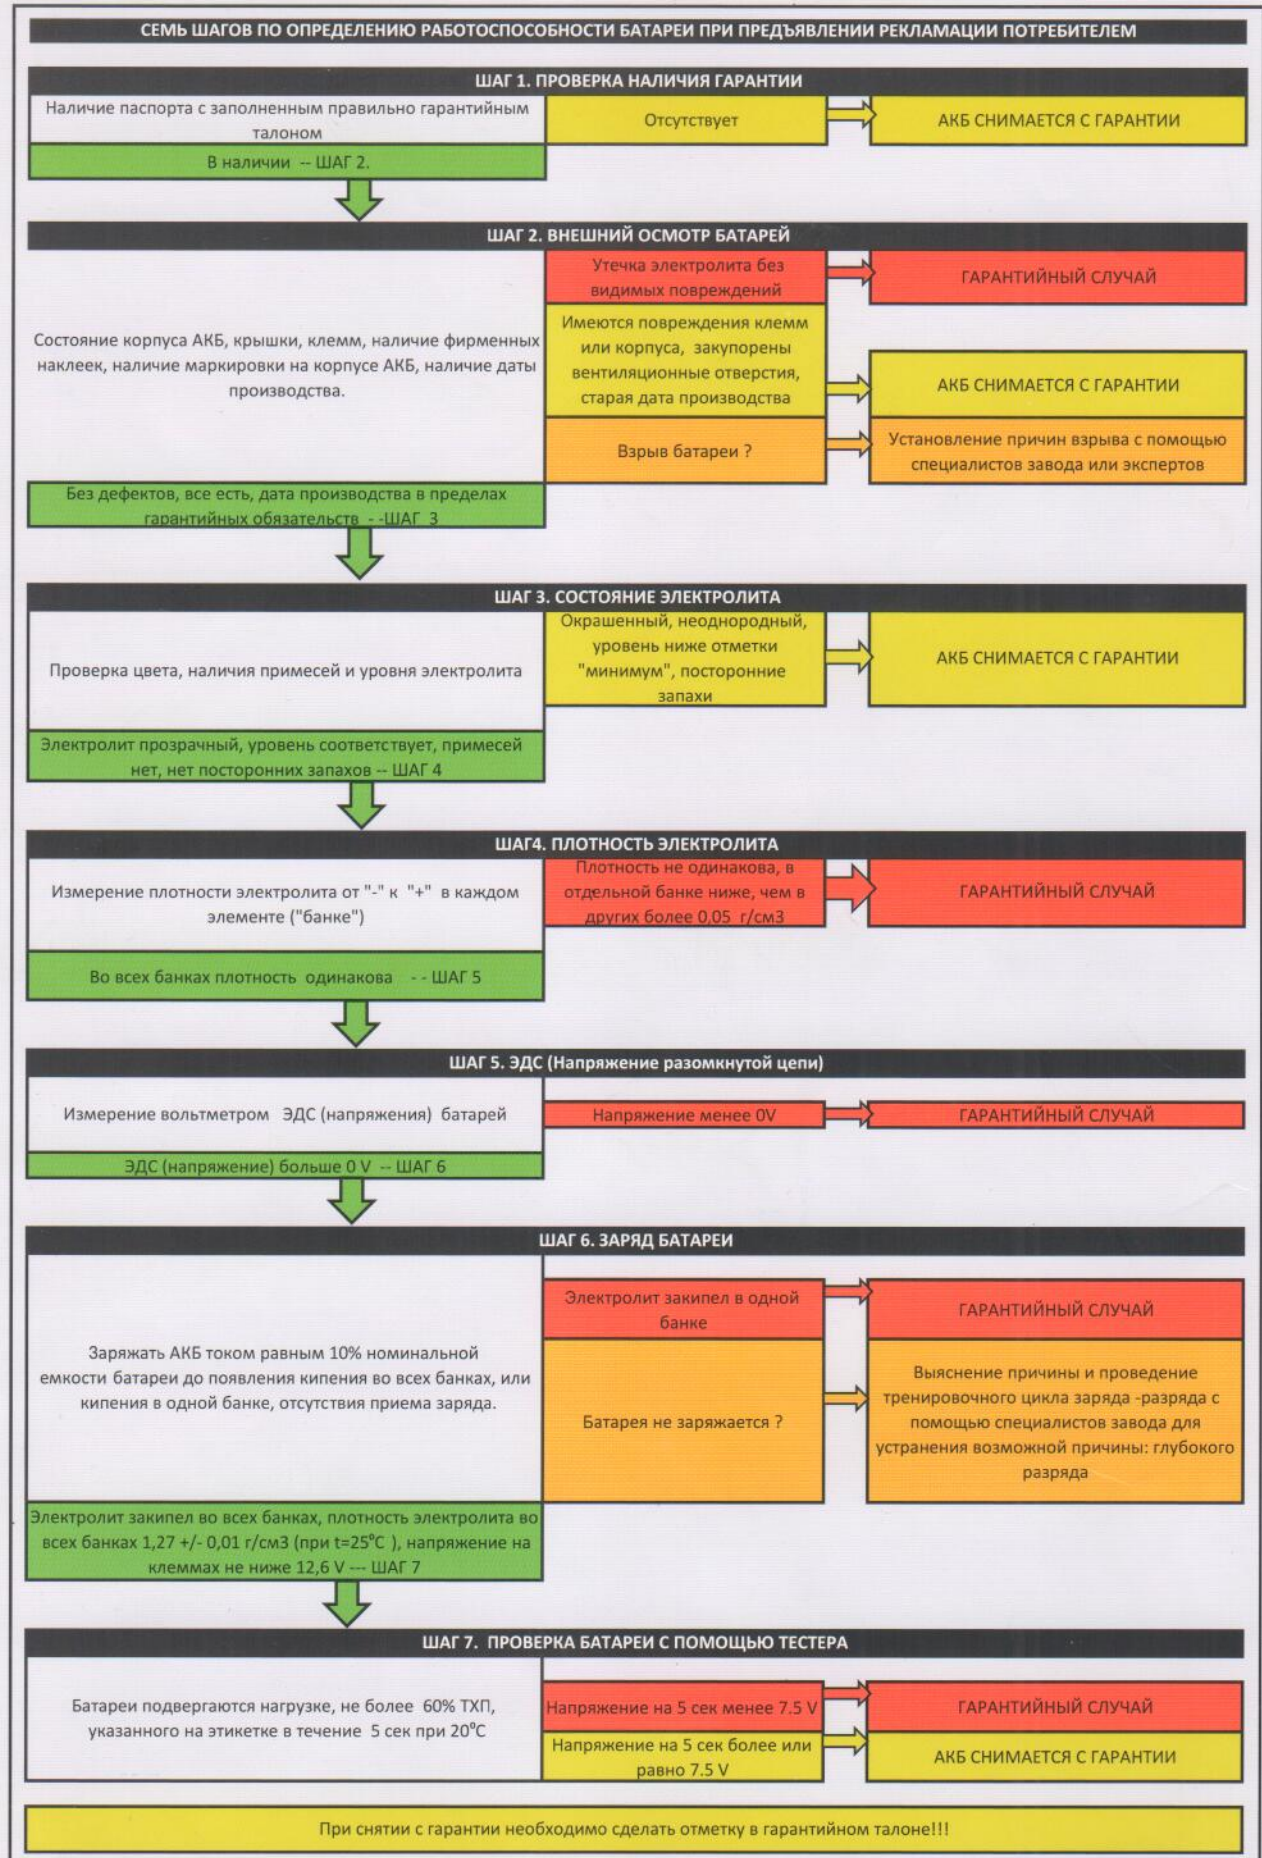 СЕМЬ ШАГОВ ПО ОПРЕДЕЛЕНИЮ РАБОТОСПОСОБНОСТИ БАТАРЕИ ПРИ ПРЕДЪЯВЛЕНИИ РЕКЛАМАЦИИ ПОТРЕБИТЕЛЕМ
ШАГ 1. ПРОВЕРКА НАЛИЧИЯ ГАРАНТИИ
Наличие паспорта с заполненным правильно гарантийным
талоном
Отсутствует
АКБ СНИМАЕТСЯ С ГАРАНТИИ
В наличии -- ШАГ 2.
ШАГ 2. ВНЕШНИЙ ОСМОТР БАТАРЕЙ
Утечка электролита без
видимых повреждений
ГАРАНТИЙНЫЙ СЛУЧАЙ
Состояние корпуса АКБ, крышки, клемм, наличие фирменных
наклеек, наличие маркировки на корпусе АКБ, наличие даты
производства.
Имеются повреждения клемм
или корпуса, закупорены
вентиляционные отверстия,
старая дата производства
АКБ СНИМАЕТСЯ С ГАРАНТИИ
Взрыв батареи ?
Установление причин взрыва с помощью
специалистов завода или экспертов
Без дефектов, все есть, дата производства в пределах
гарантийных обязательств - -ШАГ 3
ШАГ 3. СОСТОЯНИЕ ЭЛЕКТРОЛИТА
Проверка цвета, наличия примесей и уровня электролита
Окрашенный, неоднородный,
уровень ниже отметки
"минимум", посторонние
запахи
АКБ СНИМАЕТСЯ С ГАРАНТИИ
Электролит прозрачный, уровень соответствует, примесей
нет, нет посторонних запахов -- ШАГ 4
ШАГ4. ПЛОТНОСТЬ ЭЛЕКТРОЛИТА
Измерение плотности электролита от "-" к "+" в каждом
элементе ("банке")
Плотность не одинакова, в
отдельной банке ниже, чем в
других более 0,05 г/см3
ГАРАНТИЙНЫЙ СЛУЧАЙ
Во всех банках плотность одинакова - - ШАГ 5
ШАГ 5. ЭДС (Напряжение разомкнутой цепи)
Измерение вольтметром ЭДС (напряжения) батарей
Напряжение менее 0V
ГАРАНТИЙНЫЙ СЛУЧАЙ
ЭДС (напряжение) больше 0 V -- ШАГ 6
ШАГ 6. ЗАРЯД БАТАРЕИ
Заряжать АКБ током равным 10% номинальной
емкости батареи до появления кипения во всех банках, или
кипения в одной банке, отсутствия приема заряда.
Электролит закипел в одной
банке
ГАРАНТИЙНЫЙ СЛУЧАЙ
Батарея не заряжается ?
Выяснение причины и проведение
тренировочного цикла заряда -разряда с
помощью специалистов завода для
устранения возможной причины: глубокого
разряда
Электролит закипел во всех банках, плотность электролита во
всех банках 1,27 +/- 0,01 г/см3 (при t=25⁰С ), напряжение на
клеммах не ниже 12,6 V --- ШАГ 7
ШАГ 7. ПРОВЕРКА БАТАРЕИ С ПОМОЩЬЮ ТЕСТЕРА
Батареи подвергаются нагрузке, не более 60% ТХП,
указанного на этикетке в течение 5 сек при 20⁰С
Напряжение на 5 сек менее 7.5 V
ГАРАНТИЙНЫЙ СЛУЧАЙ
Напряжение на 5 сек более или
равно 7.5 V
АКБ СНИМАЕТСЯ С ГАРАНТИИ
При снятии с гарантии необходимо сделать отметку в гарантийном талоне!!!